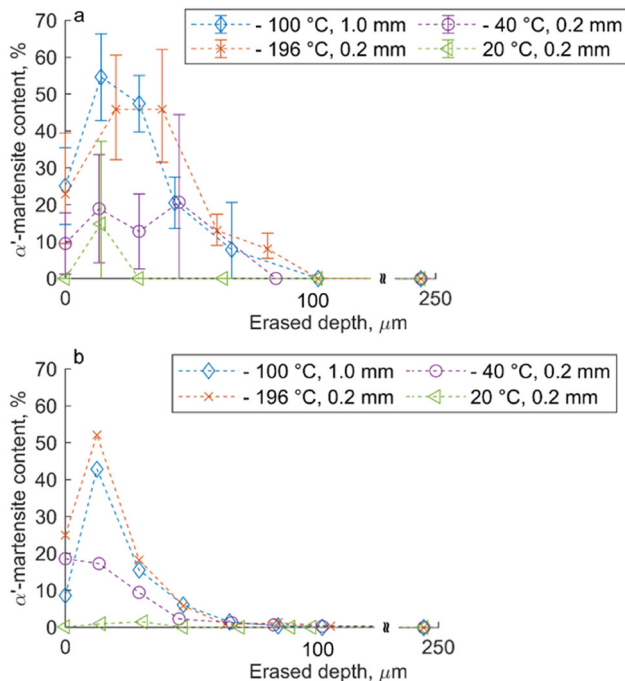 a
- 100 °C, 1.0 mm
- 40 °C, 0.2 mm
- 196 °C, 0.2 mm
20 °C, 0.2 mm
70
60
50
40
30
20
10
0
α'-martensite content, %
0
100
250
Erased depth, μm
b
- 100 °C, 1.0 mm
- 40 °C, 0.2 mm
- 196 °C, 0.2 mm
20 °C, 0.2 mm
70
60
50
40
30
20
10
0
α'-martensite content, %
0
100
250
Erased depth, μm